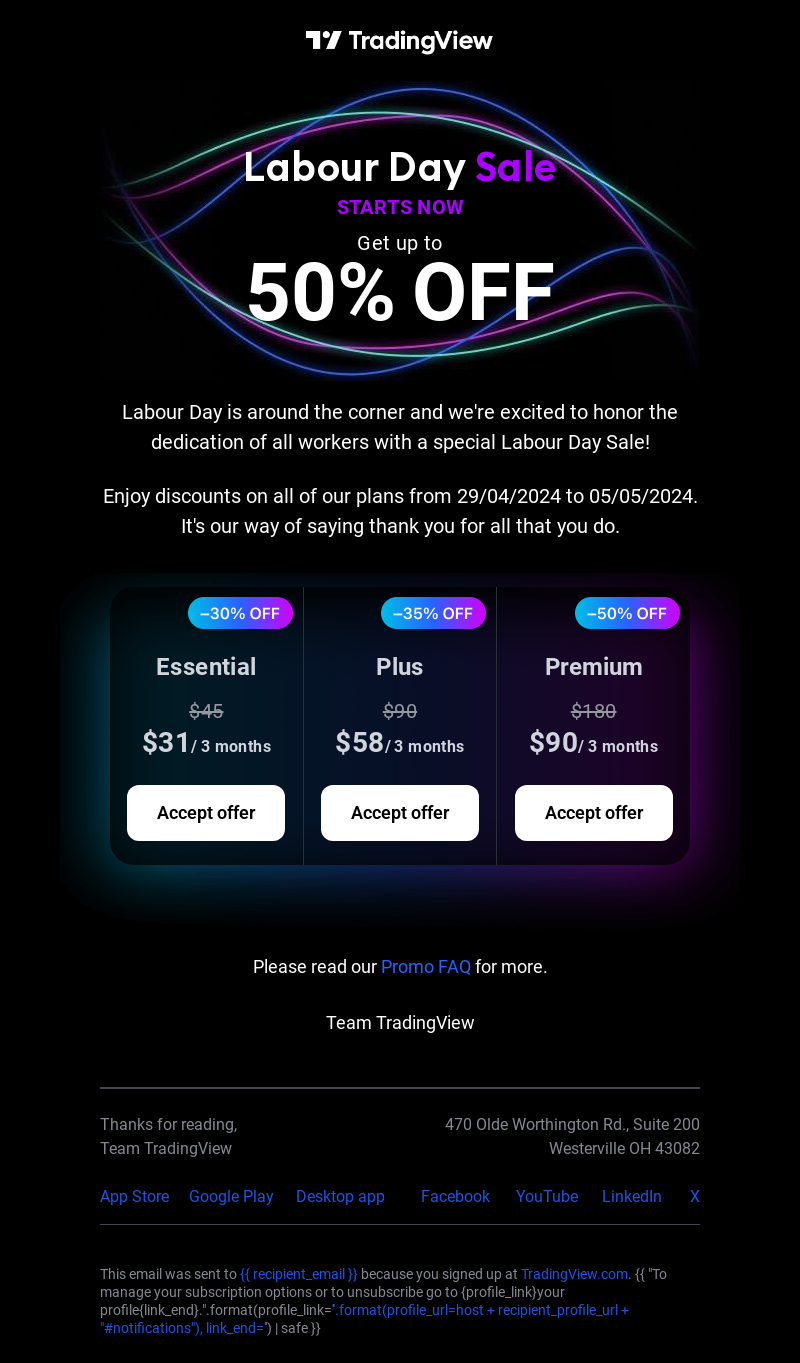 TradingView
Labour Day Sale
STARTS NOW
Get up to
50% OFF
Labour Day is around the corner and we're excited to honor the
dedication of all workers with a special Labour Day Sale!
Enjoy discounts on all of our plans from 29/04/2024 to 05/05/2024.
It's our way of saying thank you for all that you do.
–30% OFF
Essential
$45
$31/ 3 months
Accept offer
–35% OFF
Plus
$90
$58/ 3 months
Accept offer
–50% OFF
Premium
$180
$90/ 3 months
Accept offer
Please read our Promo FAQ for more.
Team TradingView
Thanks for reading,
Team TradingView
470 Olde Worthington Rd., Suite 200
Westerville OH 43082
App Store Google Play Desktop app Facebook YouTube LinkedIn X
This email was sent to {{ recipient_email }} because you signed up at TradingView.com. {{ "To
manage your subscription options or to unsubscribe go to {profile_link}your
profile{link_end}.".format(profile_link='".format(profile_url=host + recipient_profile_url +
"#notifications"), link_end='') | safe }}